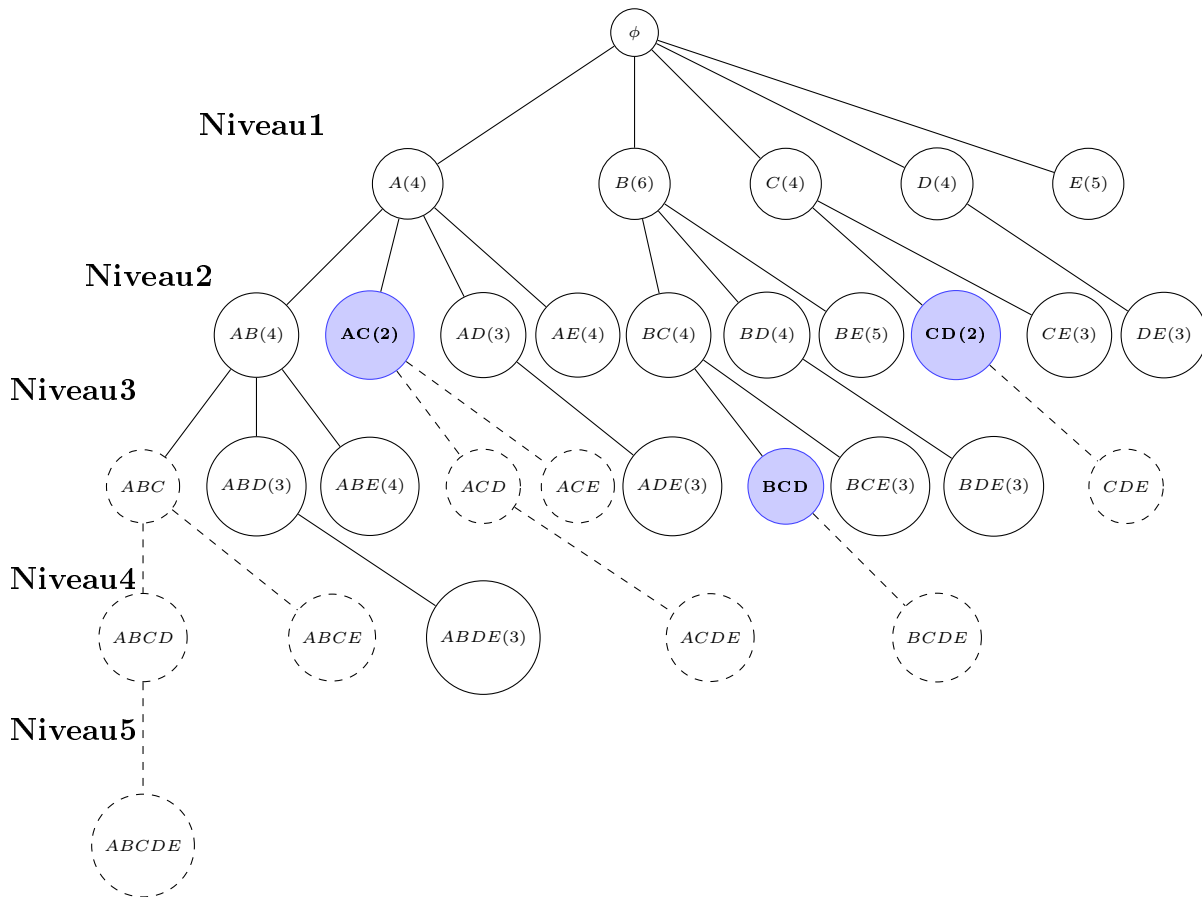 ϕ
Niveau1
A(4) B(6) C(4) D(4) E(5)
Niveau2
AB(4) AC(2) AD(3) AE(4) BC(4) BD(4) BE(5) CD(2) CE(3) DE(3)
Niveau3
ABC ABD(3) ABE(4) ACD ACE ADE(3) BCD BCE(3) BDE(3) CDE
Niveau4
ABCD ABCE ABDE(3) ACDE BCDE
Niveau5
ABCDE